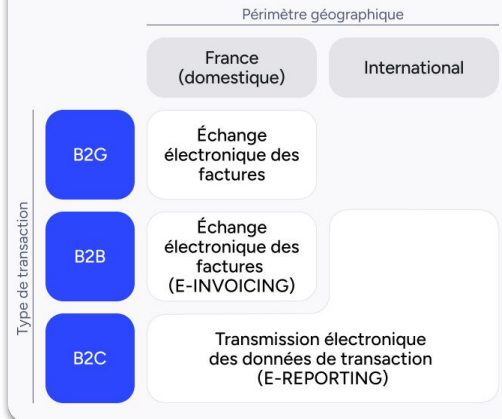 Périmètre géographique
France
(domestique)
International
Type de transaction
B2G
Échange
électronique des
factures
B2B
Échange
électronique des
factures
(E-INVOICING)
B2C
Transmission électronique
des données de transaction
(E-REPORTING)